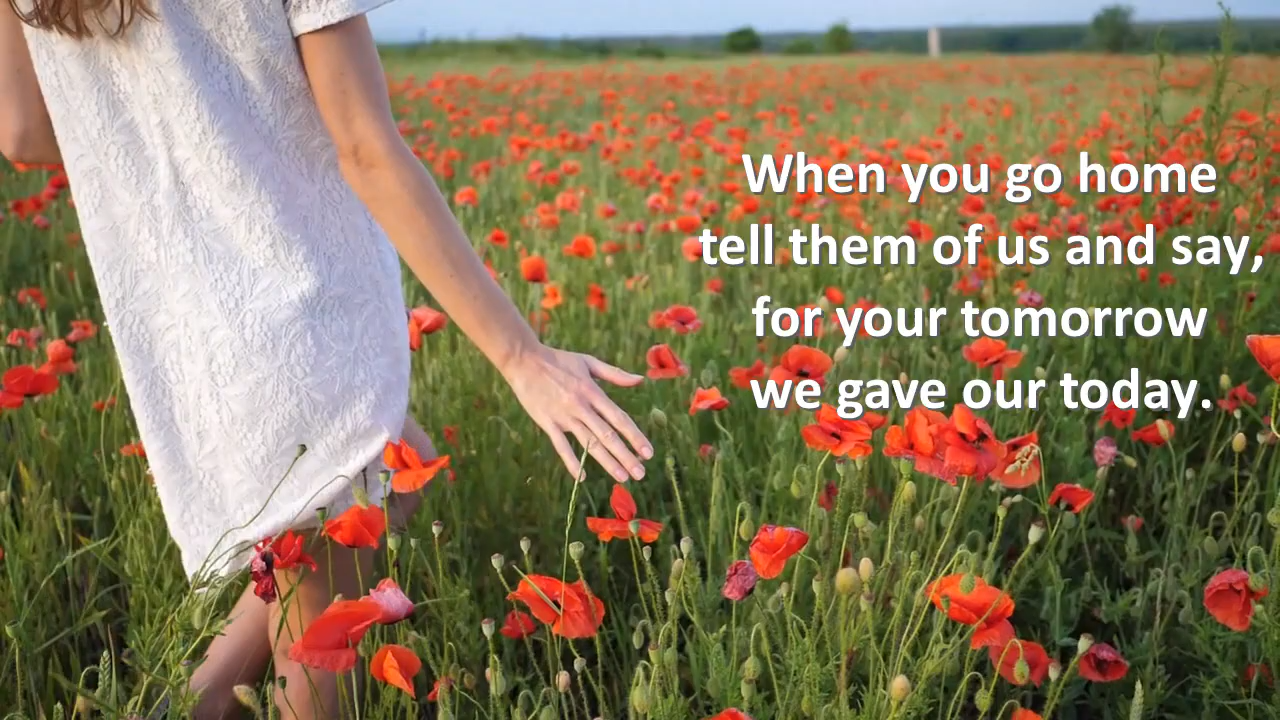 When you go home
tell them of us and say,
for your tomorrow
we gave our today.